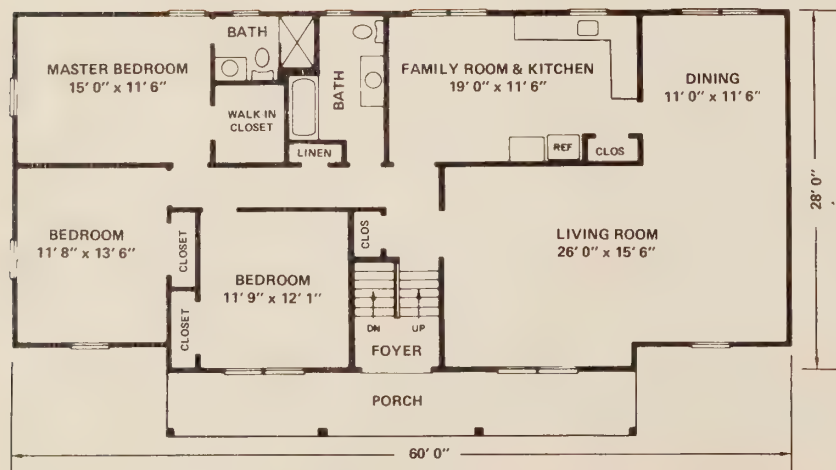 BATH
MASTER BEDROOM
15' 0" x 11' 6"
WALK IN
CLOSET
BATH
LINEN
FAMILY ROOM & KITCHEN
19' 0" x 11' 6"
REF
CLOS
DINING
11' 0" x 11' 6"
28' 0"
BEDROOM
11' 8" x 13' 6"
CLOSET
CLOSET
BEDROOM
11' 9" x 12' 1"
CLOS
LIVING ROOM
26' 0" x 15' 6"
DN
UP
FOYER
PORCH
60' 0"